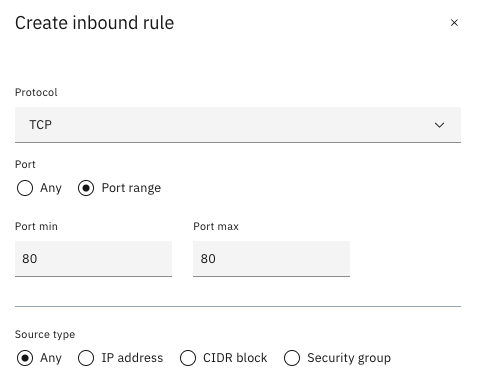 Create inbound rule
Protocol
TCP
Port
Any Port range
Port min Port max
80 80
Source type
Any IP address CIDR block Security group